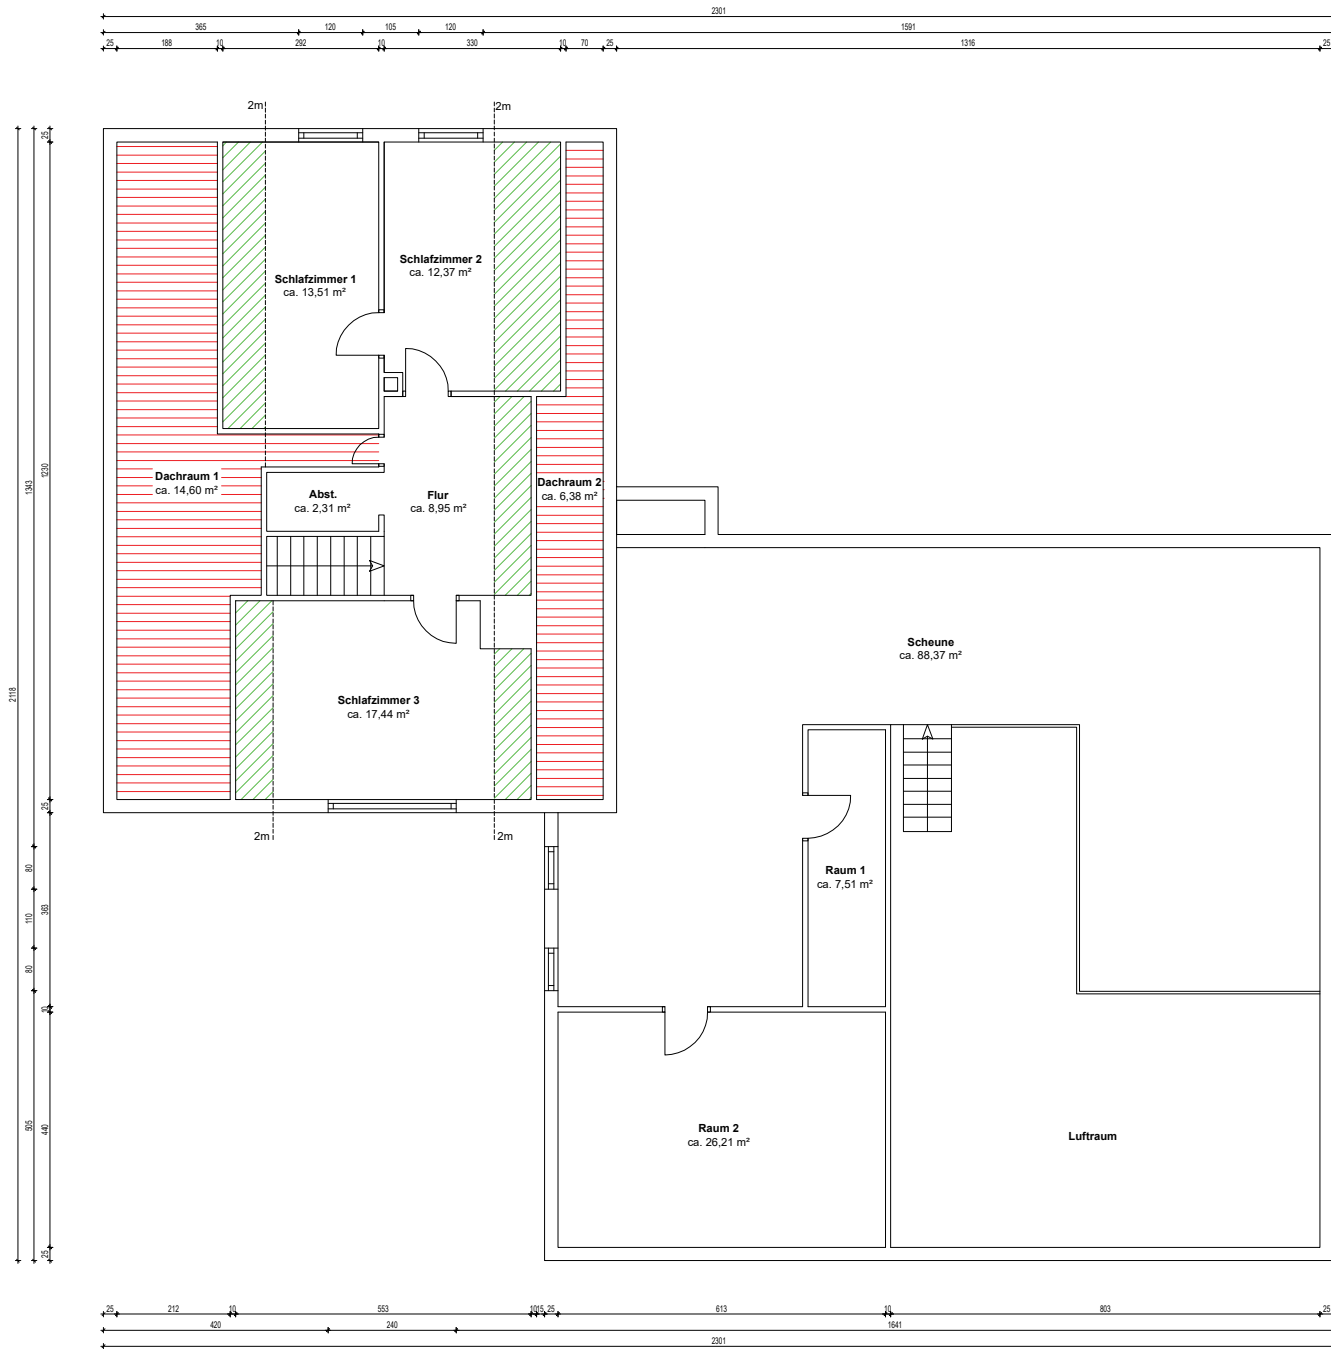 2301
365 120 105 120 1591
25 188 10 292 10 330 10 70 25 1316 25
2m 2m
Schlafzimmer 1
ca. 13,51 m²
Schlafzimmer 2
ca. 12,37 m²
Dachraum 1
ca. 14,60 m²
Abst.
ca. 2,31 m²
Flur
ca. 8,95 m²
Dachraum 2
ca. 6,38 m²
Scheune
ca. 88,37 m²
Schlafzimmer 3
ca. 17,44 m²
2m 2m
Raum 1
ca. 7,51 m²
Raum 2
ca. 26,21 m²
Luftraum
2118
1343 80 110 80 505
25 1230 25 363 10 440 25
25 212 10 553 10 15 25 613 10 803 25
420 240 1641
2301